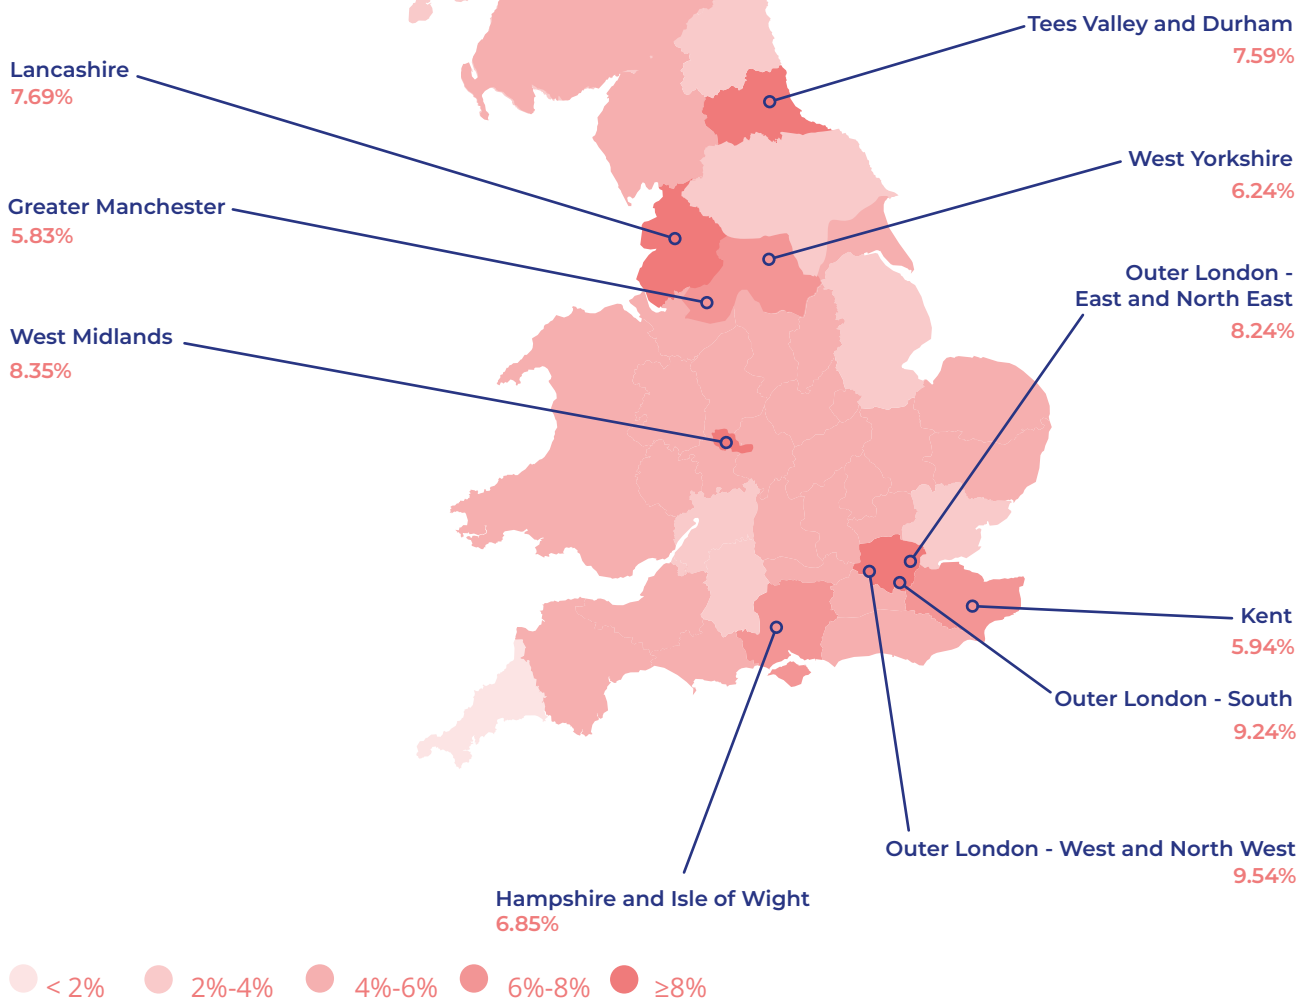 Tees Valley and Durham
7.59%
Lancashire
7.69%
West Yorkshire
6.24%
Greater Manchester
5.83%
Outer London -
East and North East
8.24%
West Midlands
8.35%
Kent
5.94%
Outer London - South
9.24%
Outer London - West and North West
9.54%
Hampshire and Isle of Wight
6.85%
< 2%
2%-4%
4%-6%
6%-8%
≥8%